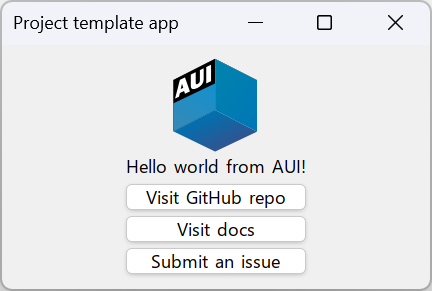 Project template app
AUI
Hello world from AUI!
Visit GitHub repo
Visit docs
Submit an issue